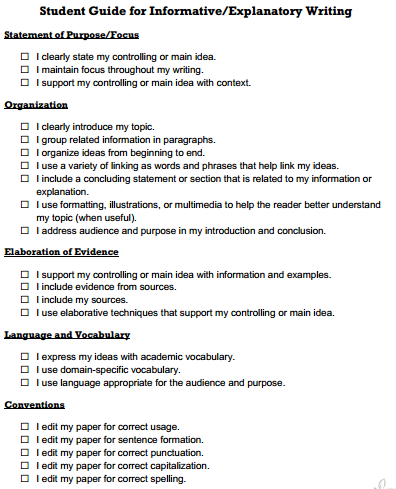 Student Guide for Informative/Explanatory Writing
Statement of Purpose/Focus
☐ I clearly state my controlling or main idea.
☐ I maintain focus throughout my writing.
☐ I support my controlling or main idea with context.
Organization
☐ I clearly introduce my topic.
☐ I group related information in paragraphs.
☐ I organize ideas from beginning to end.
☐ I use a variety of linking as words and phrases that help link my ideas.
☐ I include a concluding statement or section that is related to my information or
explanation.
☐ I use formatting, illustrations, or multimedia to help the reader better understand
my topic (when useful).
☐ I address audience and purpose in my introduction and conclusion.
Elaboration of Evidence
☐ I support my controlling or main idea with information and examples.
☐ I include evidence from sources.
☐ I include my sources.
☐ I use elaborative techniques that support my controlling or main idea.
Language and Vocabulary
☐ I express my ideas with academic vocabulary.
☐ I use domain-specific vocabulary.
☐ I use language appropriate for the audience and purpose.
Conventions
☐ I edit my paper for correct usage.
☐ I edit my paper for sentence formation.
☐ I edit my paper for correct punctuation.
☐ I edit my paper for correct capitalization.
☐ I edit my paper for correct spelling.